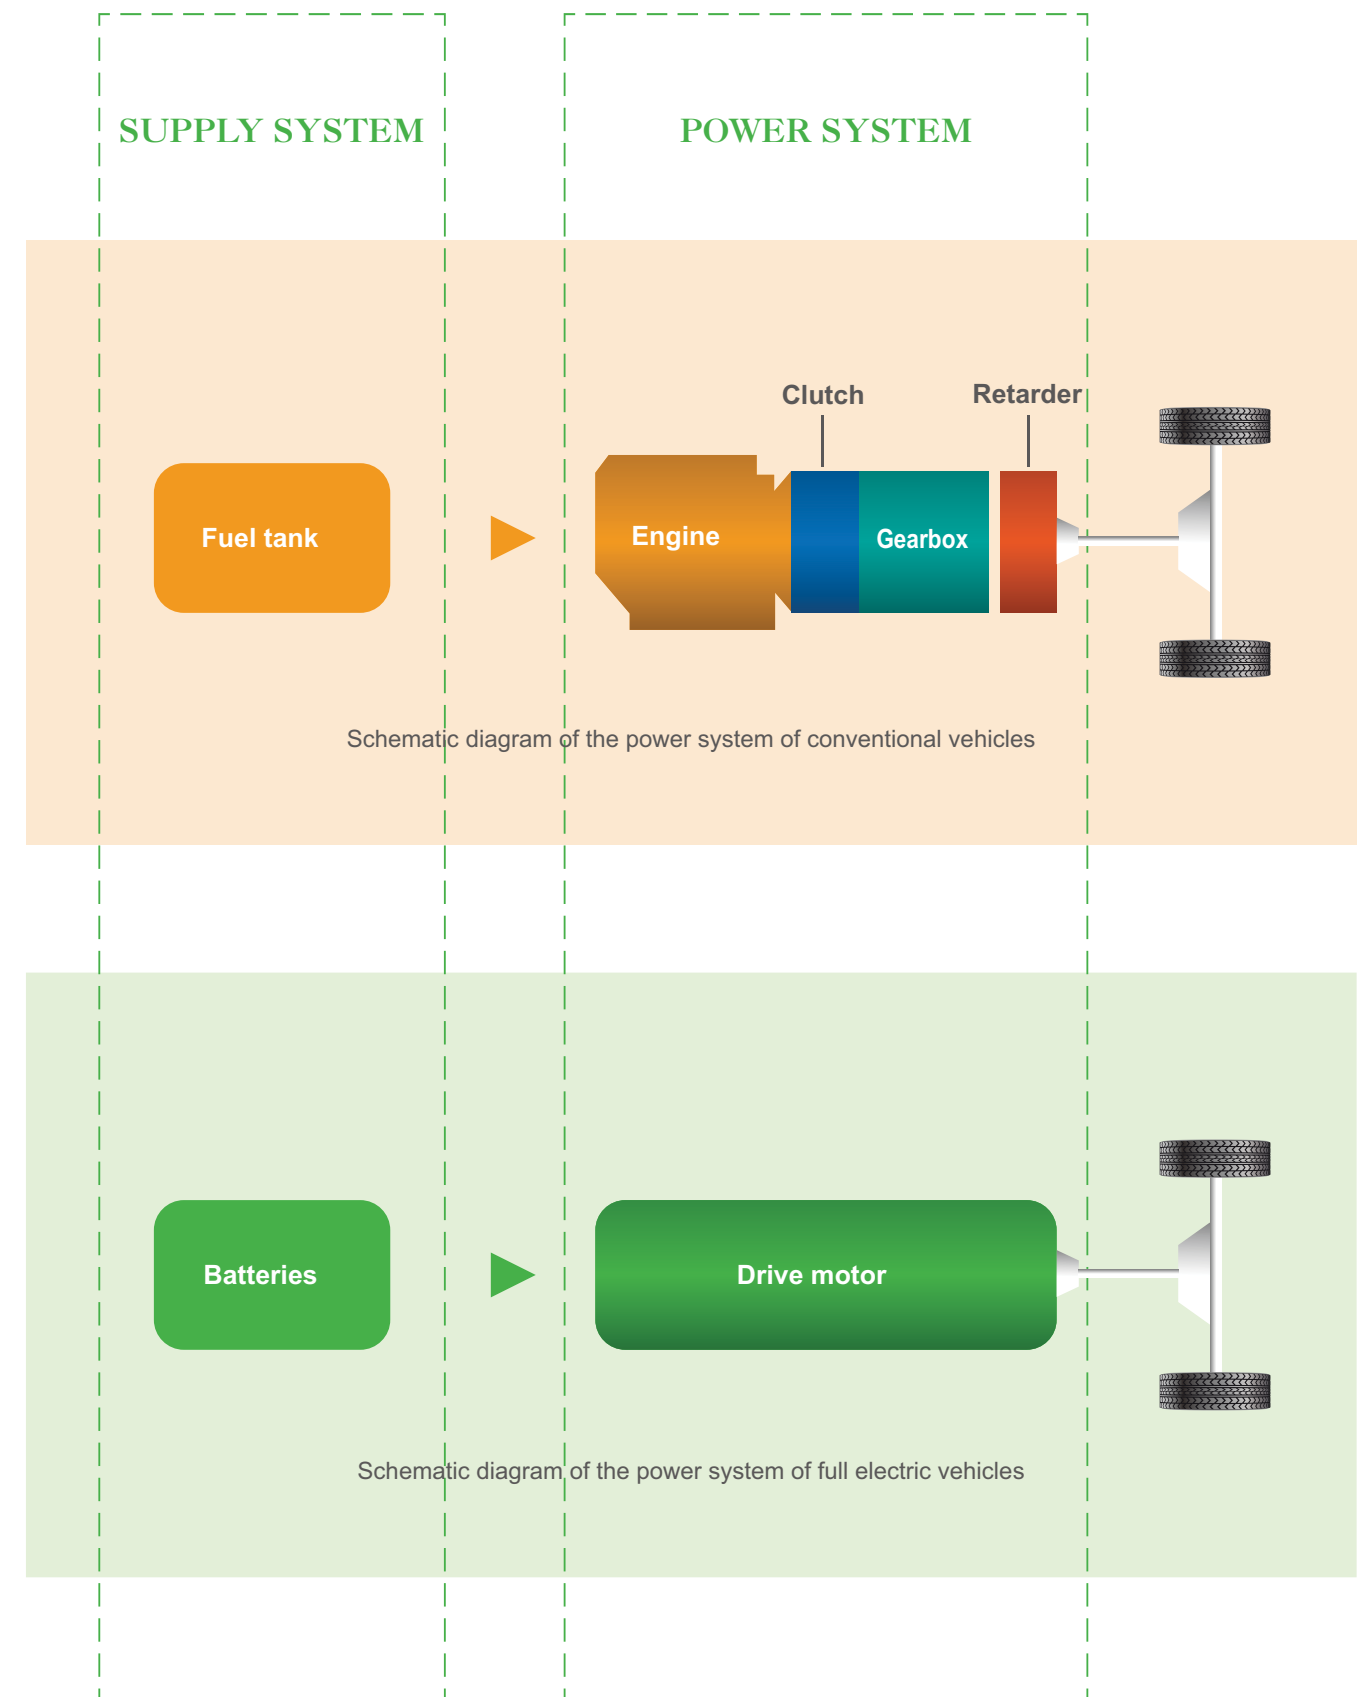 SUPPLY SYSTEM
POWER SYSTEM
Clutch
Retarder
Fuel tank
Engine
Gearbox
Schematic diagram of the power system of conventional vehicles
Batteries
Drive motor
Schematic diagram of the power system of full electric vehicles